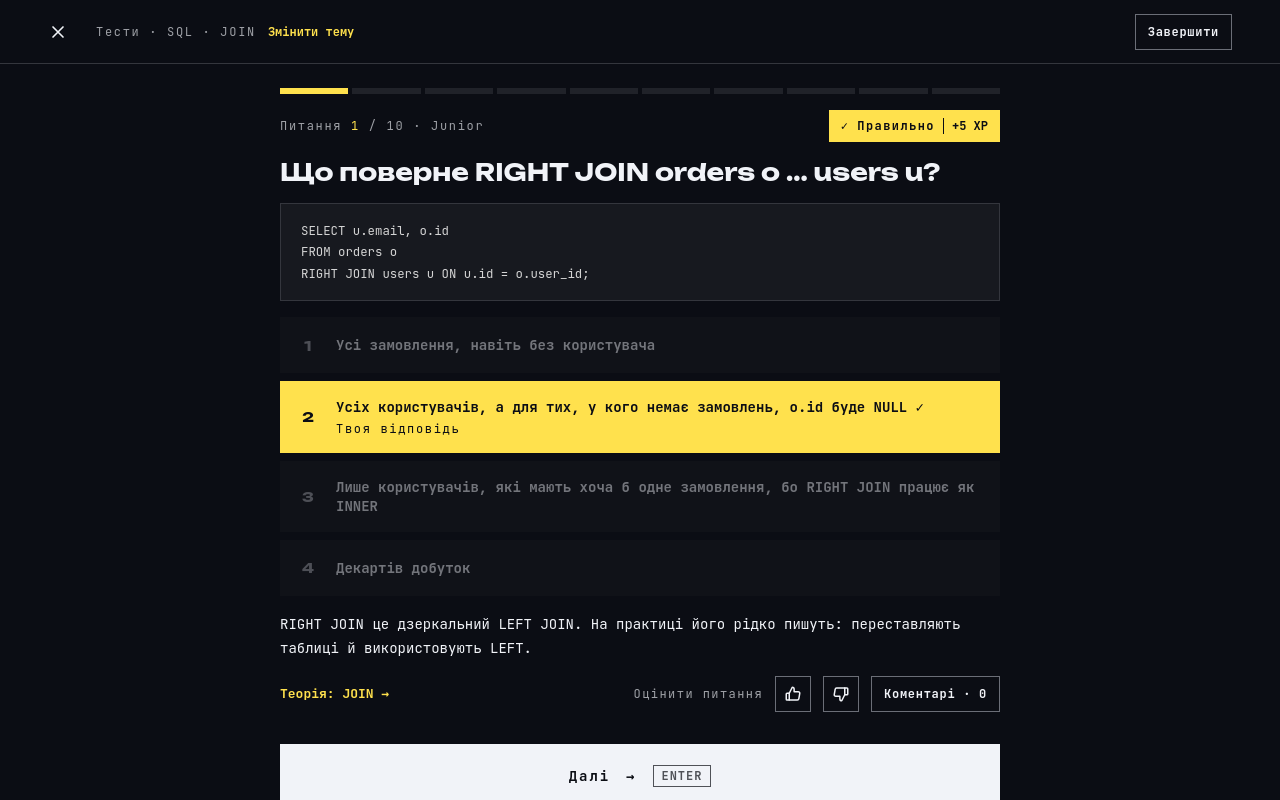 Тести · SQL · JOIN Змінити тему
Завершити
Питання 1 / 10 · Junior
✓ Правильно | +5 XP
Що поверне RIGHT JOIN orders o … users u?
SELECT u.email, o.id
FROM orders o
RIGHT JOIN users u ON u.id = o.user_id;
1 Усі замовлення, навіть без користувача
2 Усіх користувачів, а для тих, у кого немає замовлень, o.id буде NULL ✓
Твоя відповідь
3 Лише користувачів, які мають хоча б одне замовлення, бо RIGHT JOIN працює як
INNER
4 Декартів добуток
RIGHT JOIN це дзеркальний LEFT JOIN. На практиці його рідко пишуть: переставляють
таблиці й використовують LEFT.
Теорія: JOIN →
Оцінити питання
Коментарі · 0
Далі → ENTER